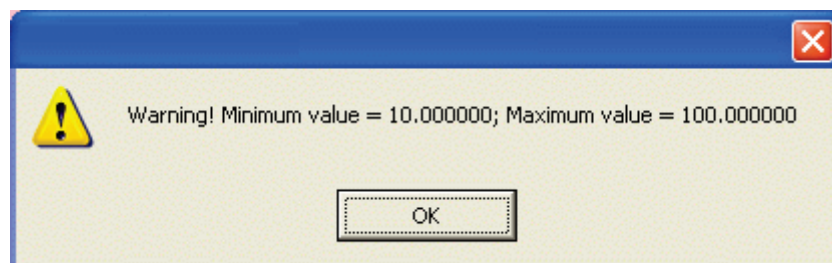 Warning! Minimum value = 10.000000; Maximum value = 100.000000
OK